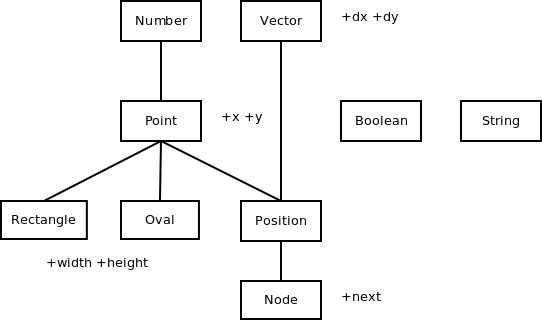 Number
Vector
+dx +dy
Point
+x +y
Boolean
String
Rectangle
Oval
Position
+width +height
Node
+next